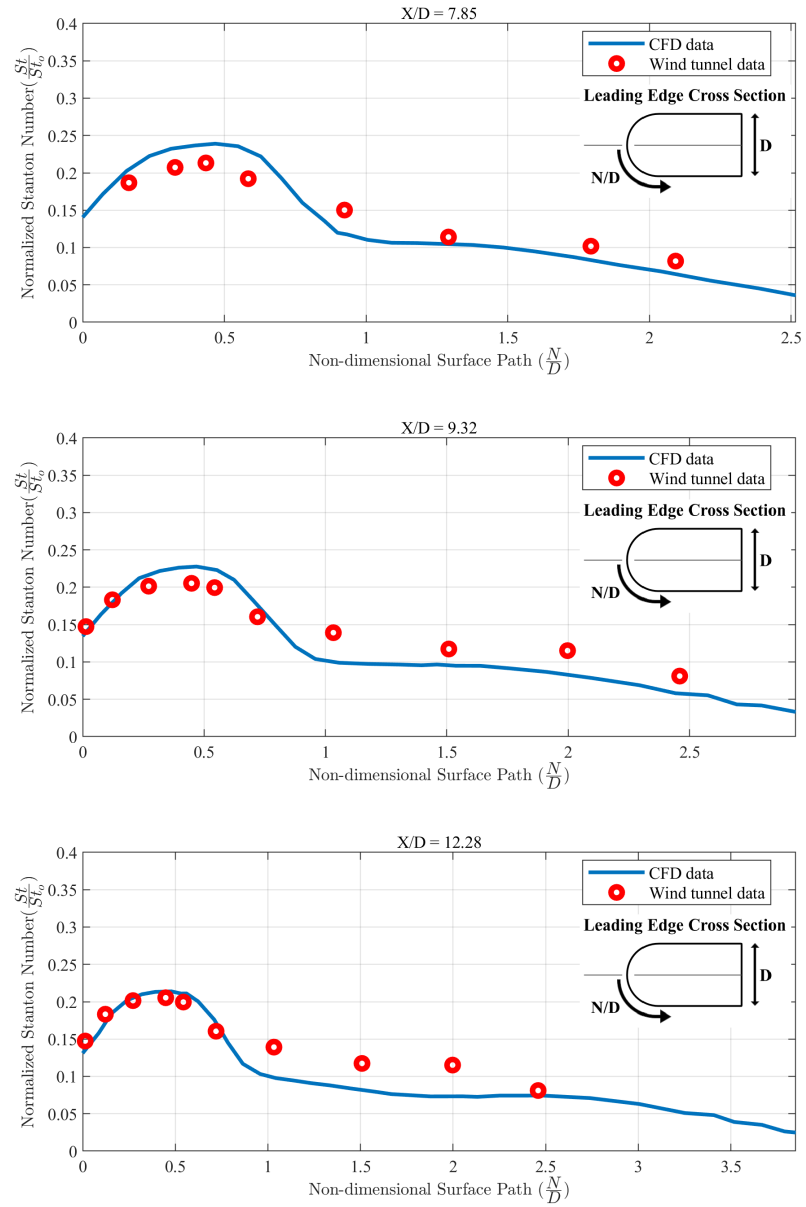 X/D = 7.85
0.4
0.35
0.3
0.25
0.2
0.15
0.1
0.05
0
Normalized Stanton Number(St/St_o)
CFD data
Wind tunnel data
Leading Edge Cross Section
D
N/D
0 0.5 1 1.5 2 2.5
Non-dimensional Surface Path (N/D)
X/D = 9.32
0.4
0.35
0.3
0.25
0.2
0.15
0.1
0.05
0
Normalized Stanton Number(St/St_o)
CFD data
Wind tunnel data
Leading Edge Cross Section
D
N/D
0 0.5 1 1.5 2 2.5
Non-dimensional Surface Path (N/D)
X/D = 12.28
0.4
0.35
0.3
0.25
0.2
0.15
0.1
0.05
0
Normalized Stanton Number(St/St_o)
CFD data
Wind tunnel data
Leading Edge Cross Section
D
N/D
0 0.5 1 1.5 2 2.5 3 3.5
Non-dimensional Surface Path (N/D)